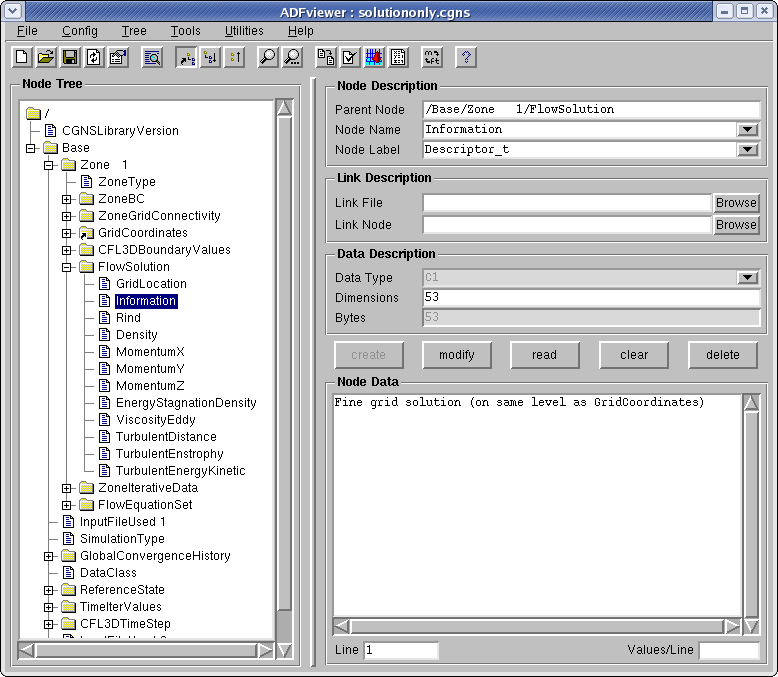 ADFviewer : solutiononly.cgns
File Config Tree Tools Utilities Help
Node Tree
/
CGNSLibraryVersion
Base
Zone 1
ZoneType
ZoneBC
ZoneGridConnectivity
GridCoordinates
CFL3DBoundaryValues
FlowSolution
GridLocation
Information
Rind
Density
MomentumX
MomentumY
MomentumZ
EnergyStagnationDensity
ViscosityEddy
TurbulentDistance
TurbulentEnstrophy
TurbulentEnergyKinetic
ZoneIterativeData
FlowEquationSet
InputFileUsed 1
SimulationType
GlobalConvergenceHistory
DataClass
ReferenceState
TimeIterValues
CFL3DTimeStep
Node Description
Parent Node /Base/Zone 1/FlowSolution
Node Name Information
Node Label Descriptor_t
Link Description
Link File Browse
Link Node Browse
Data Description
Data Type C1
Dimensions 53
Bytes 53
create modify read clear delete
Node Data
Fine grid solution (on same level as GridCoordinates)
Line 1 Values/Line